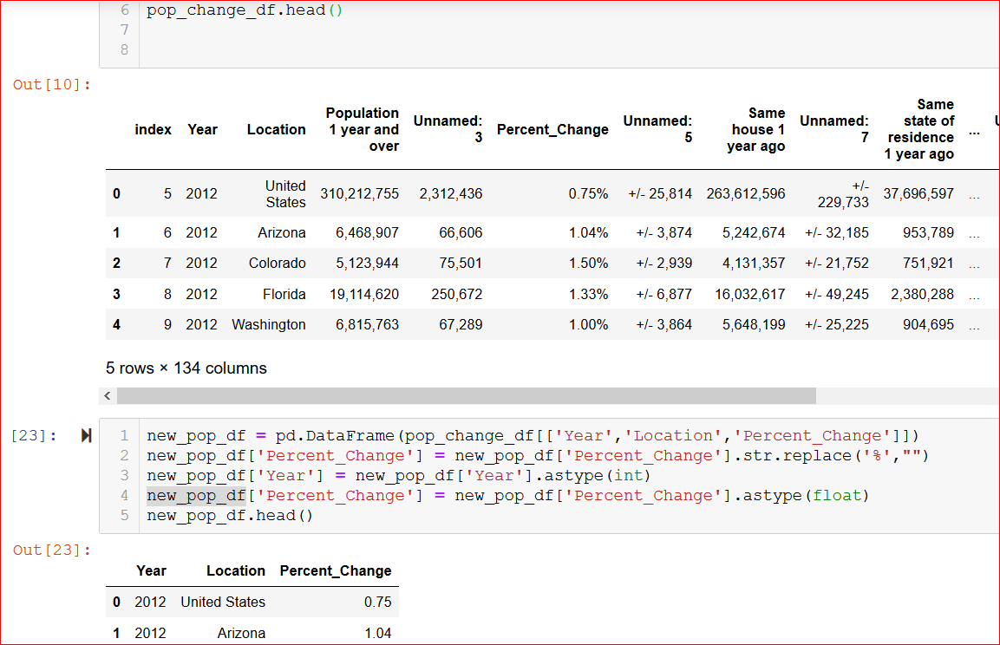 6 pop_change_df.head()
7
8
Out[10]:
index Year Location Population 1 year and over Unnamed: 3 Percent_Change Unnamed: 5 Same house 1 year ago Unnamed: 7 Same state of residence 1 year ago ...
0 5 2012 United States 310,212,755 2,312,436 0.75% +/- 25,814 263,612,596 +/- 229,733 37,696,597 ...
1 6 2012 Arizona 6,468,907 66,606 1.04% +/- 3,874 5,242,674 +/- 32,185 953,789 ...
2 7 2012 Colorado 5,123,944 75,501 1.50% +/- 2,939 4,131,357 +/- 21,752 751,921 ...
3 8 2012 Florida 19,114,620 250,672 1.33% +/- 6,877 16,032,617 +/- 49,245 2,380,288 ...
4 9 2012 Washington 6,815,763 67,289 1.00% +/- 3,864 5,648,199 +/- 25,225 904,695 ...
5 rows × 134 columns
[23]:
1 new_pop_df = pd.DataFrame(pop_change_df[['Year','Location','Percent_Change']])
2 new_pop_df['Percent_Change'] = new_pop_df['Percent_Change'].str.replace('%',"")
3 new_pop_df['Year'] = new_pop_df['Year'].astype(int)
4 new_pop_df['Percent_Change'] = new_pop_df['Percent_Change'].astype(float)
5 new_pop_df.head()
Out[23]:
Year Location Percent_Change
0 2012 United States 0.75
1 2012 Arizona 1.04